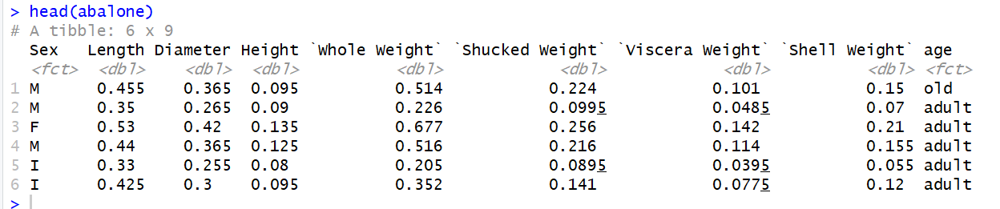 > head(abalone)
# A tibble: 6 x 9
  Sex   Length Diameter Height `Whole Weight` `Shucked Weight` `Viscera Weight` `Shell Weight` age
  <fct>  <dbl>    <dbl>  <dbl>          <dbl>            <dbl>            <dbl>          <dbl> <fct>
1 M      0.455    0.365  0.095          0.514           0.224            0.101           0.15  old
2 M      0.35     0.265  0.09           0.226           0.0995           0.0485          0.07  adult
3 F      0.53     0.42   0.135          0.677           0.256            0.142           0.21  adult
4 M      0.44     0.365  0.125          0.516           0.216            0.114           0.155 adult
5 I      0.33     0.255  0.08           0.205           0.0895           0.0395          0.055 adult
6 I      0.425    0.3    0.095          0.352           0.141            0.0775          0.12  adult
>